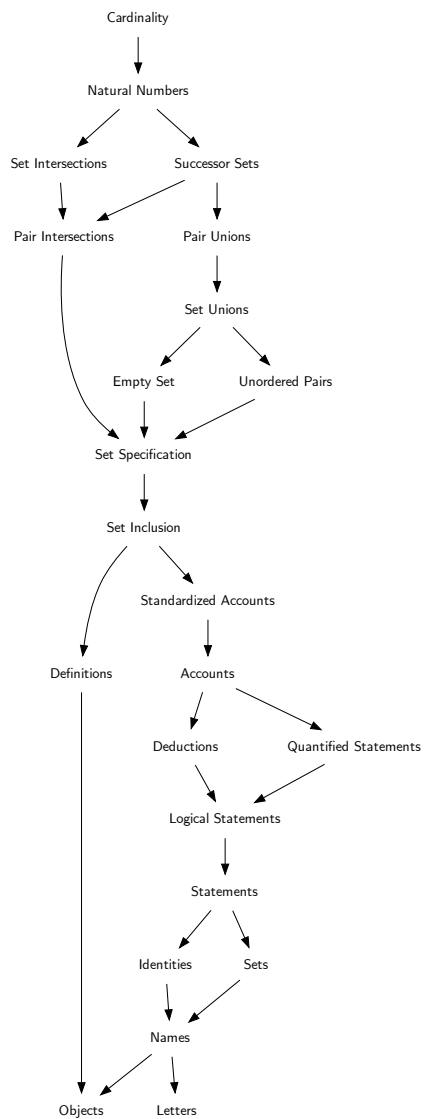 Cardinality
Natural Numbers
Set Intersections
Successor Sets
Pair Intersections
Pair Unions
Set Unions
Empty Set
Unordered Pairs
Set Specification
Set Inclusion
Standardized Accounts
Definitions
Accounts
Deductions
Quantified Statements
Logical Statements
Statements
Identities
Sets
Names
Objects
Letters